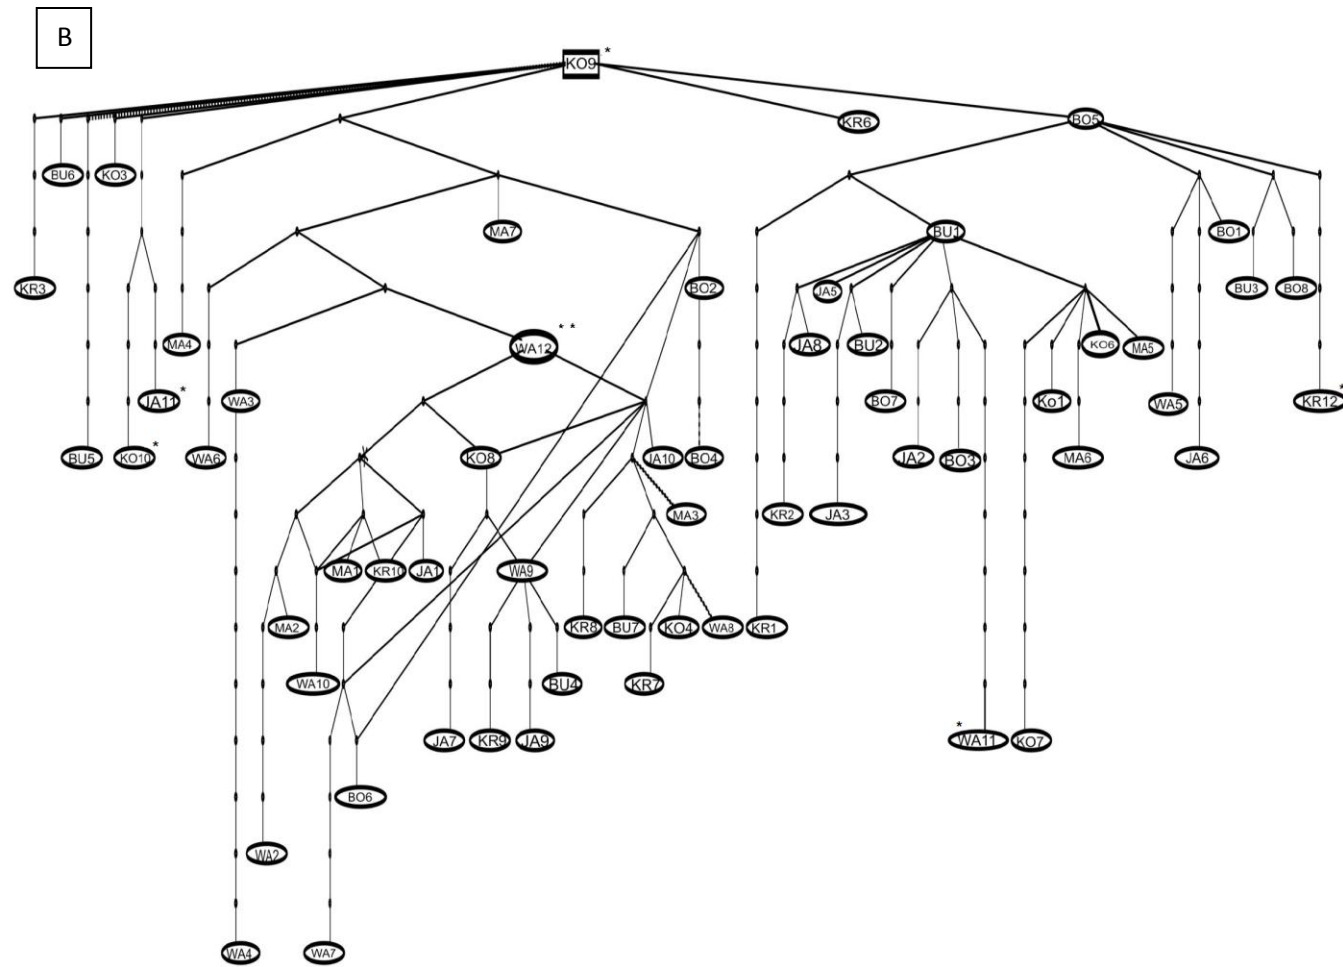 B
KO9 *
KR6 BO5
BU6 KO3
MA7 BU1 BO1
KR3 BO2 JA5 BU3 BO8
MA4 WA12 ** JA8 BU2 KO6 MA5
JA11 * WA3 BO7 Ko1 WA5 KR12 *
BU5 KO10 * WA6 KO8 JA10 BO4 JA2 BO3 MA6 JA6
MA3 KR2 JA3
MA1 KR10 JA1 WA9
MA2 KR8 BU7 KO4 WA8 KR1
WA10 BU4 KR7
JA7 KR9 JA9 * WA11 KO7
BO6
WA2
WA4 WA7